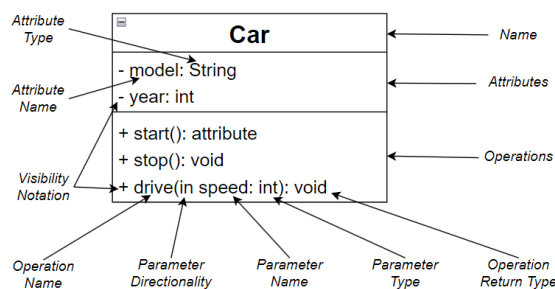 Attribute
Type
Car
Name
- model: String
Attributes
Attribute
Name
- year: int
+ start(): attribute
+ stop(): void
Operations
Visibility
Notation
+ drive(in speed: int): void
Operation
Name
Parameter
Directionality
Parameter
Name
Parameter
Type
Operation
Return Type